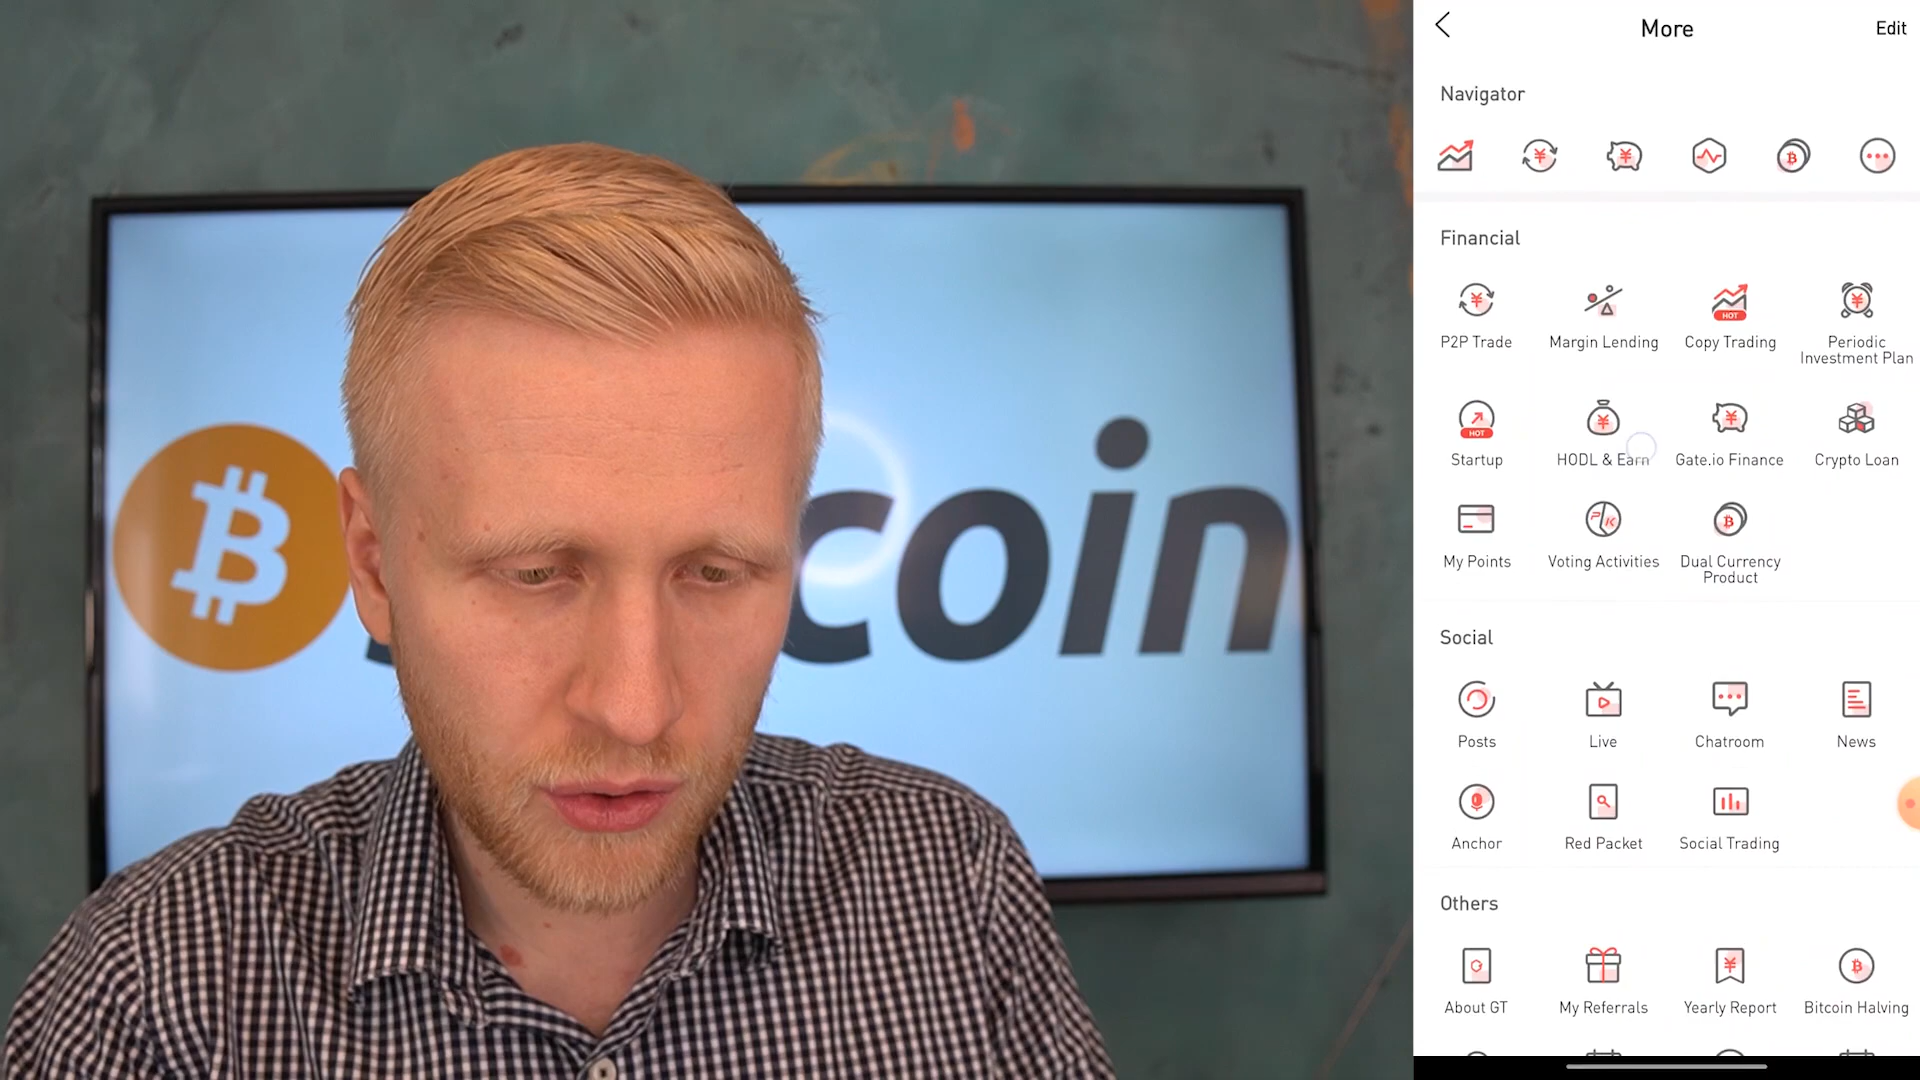 More
Edit
Navigator
Financial
HOT
P2P Trade
Margin Lending
Copy Trading
Periodic
Investment Plan
HOT
Startup
HODL & Earn
Gate.io Finance
Crypto Loan
My Points
Voting Activities
Dual Currency
Product
Social
Posts
Live
Chatroom
News
Anchor
Red Packet
Social Trading
Others
About GT
My Referrals
Yearly Report
Bitcoin Halving
coin